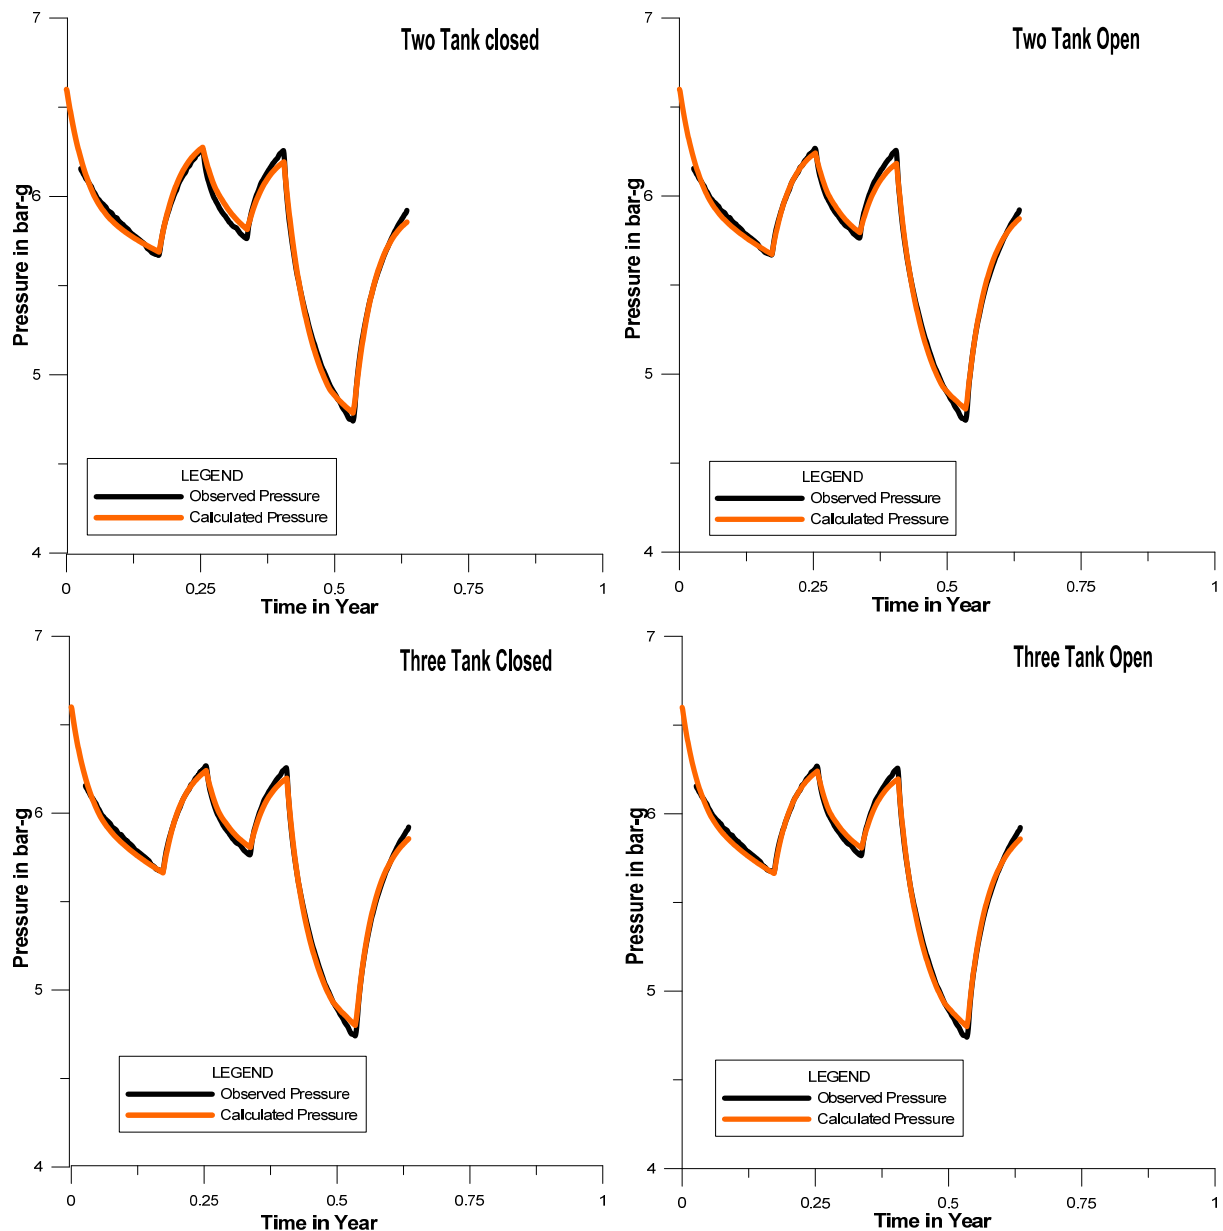 7
Two Tank closed
6
5
4
Pressure in bar-g
LEGEND
Observed Pressure
Calculated Pressure
0
0.25
0.5
0.75
1
Time in Year
7
Two Tank Open
6
5
4
Pressure in bar-g
LEGEND
Observed Pressure
Calculated Pressure
0
0.25
0.5
0.75
1
Time in Year
7
Three Tank Closed
6
5
4
Pressure in bar-g
LEGEND
Observed Pressure
Calculated Pressure
0
0.25
0.5
0.75
1
Time in Year
7
Three Tank Open
6
5
4
Pressure in bar-g
LEGEND
Observed Pressure
Calculated Pressure
0
0.25
0.5
0.75
1
Time in Year